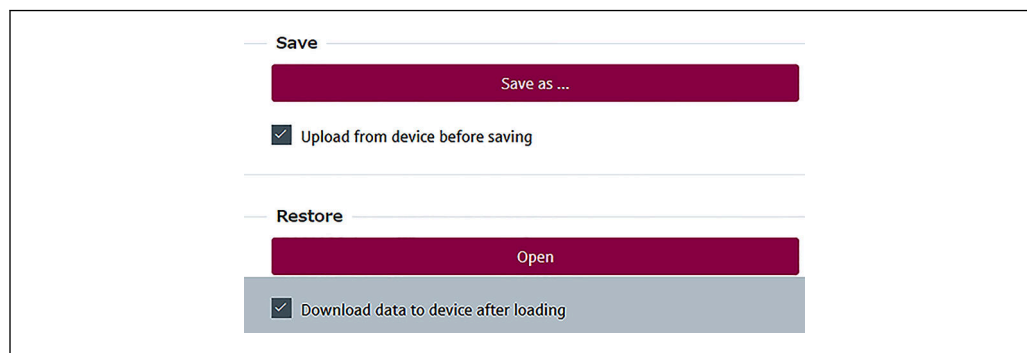 Save
Save as ...
Upload from device before saving
Restore
Open
Download data to device after loading